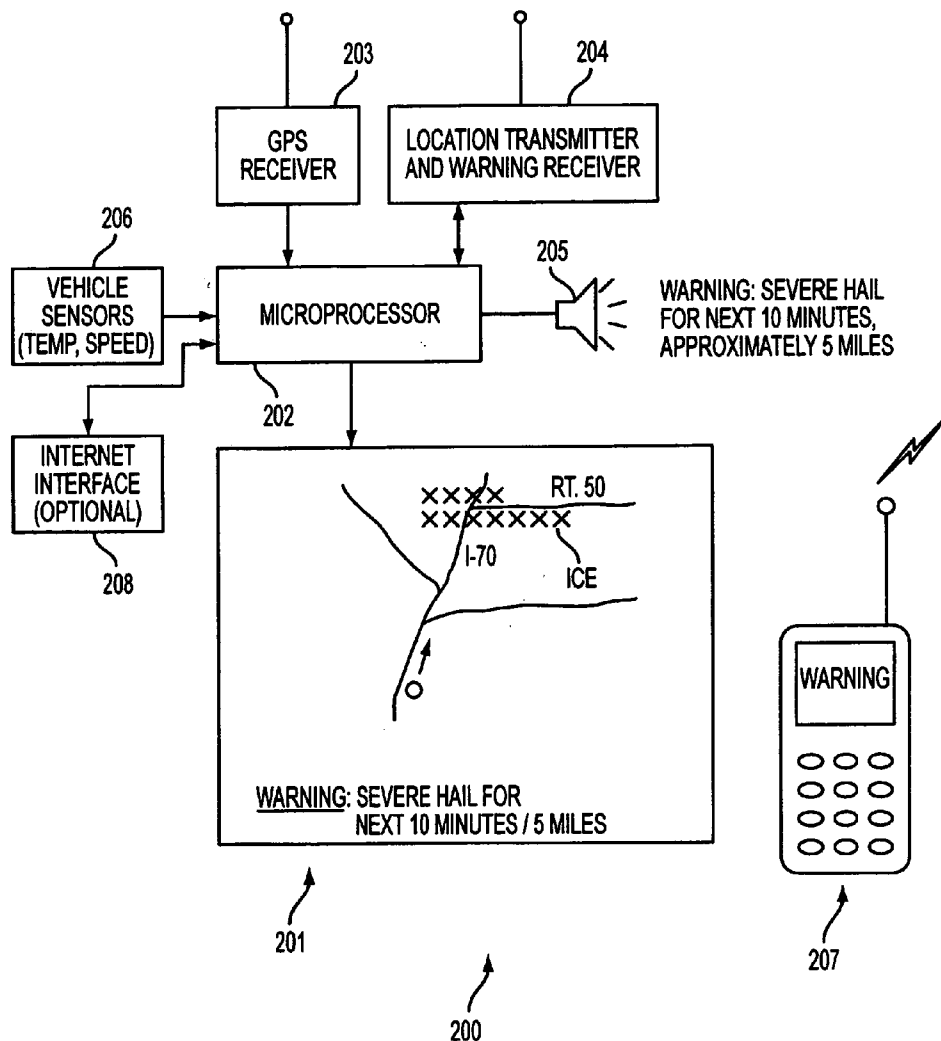 203
204
GPS
RECEIVER
LOCATION TRANSMITTER
AND WARNING RECEIVER
206
VEHICLE
SENSORS
(TEMP, SPEED)
MICROPROCESSOR
205
WARNING: SEVERE HAIL
FOR NEXT 10 MINUTES,
APPROXIMATELY 5 MILES
202
INTERNET
INTERFACE
(OPTIONAL)
208
RT. 50
I-70
ICE
WARNING: SEVERE HAIL FOR
NEXT 10 MINUTES / 5 MILES
WARNING
201
207
200